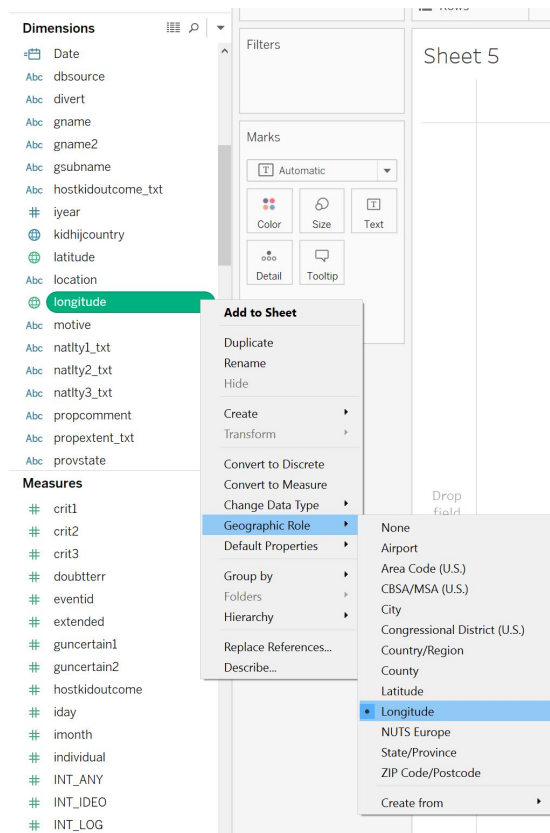 Dimensions
Date
Abc dbsource
Abc divert
Abc gname
Abc gname2
Abc gsubname
Abc hostkidoutcome_txt
# iyear
kidhijcountry
latitude
Abc location
longitude
Abc motive
Abc natlty1_txt
Abc natlty2_txt
Abc natlty3_txt
Abc propcomment
Abc propextent_txt
Abc provstate
Measures
# crit1
# crit2
# crit3
# doubtterr
# eventid
# extended
# guncertain1
# guncertain2
# hostkidoutcome
# iday
# imonth
# individual
# INT_ANY
# INT_IDEO
# INT_LOG
Filters
Marks
T Automatic
Color
Size
T
Text
Detail
Tooltip
Rows
Sheet 5
Drop
field
Add to Sheet
Duplicate
Rename
Hide
Create
Transform
Convert to Discrete
Convert to Measure
Change Data Type
Geographic Role
Default Properties
Group by
Folders
Hierarchy
Replace References...
Describe...
None
Airport
Area Code (U.S.)
CBSA/MSA (U.S.)
City
Congressional District (U.S.)
Country/Region
County
Latitude
Longitude
NUTS Europe
State/Province
ZIP Code/Postcode
Create from